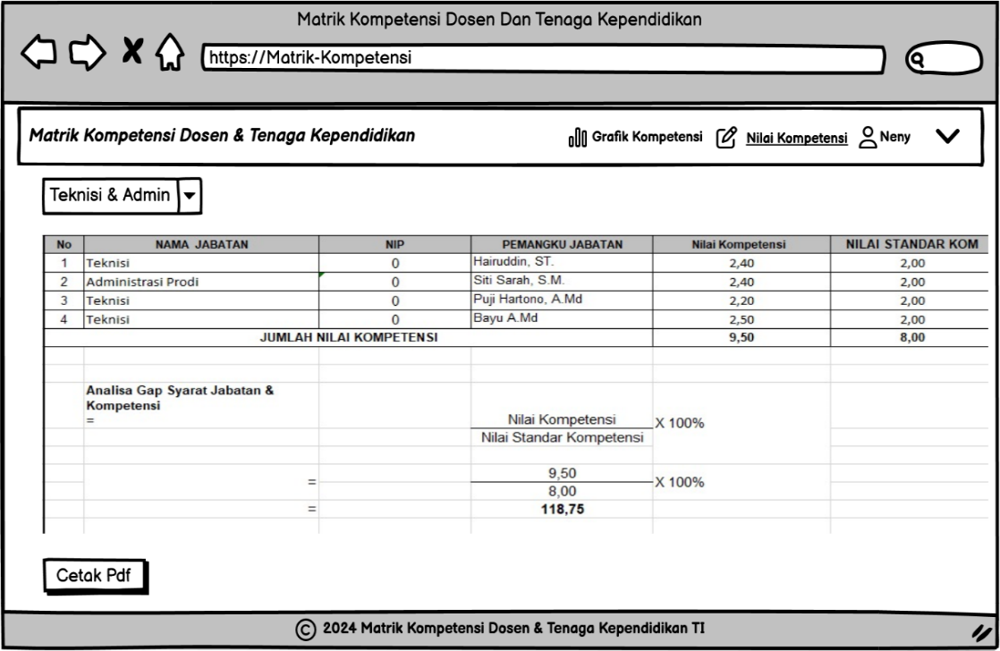 Matrik Kompetensi Dosen Dan Tenaga Kependidikan
https://Matrik-Kompetensi
Matrik Kompetensi Dosen & Tenaga Kependidikan Grafik Kompetensi Nilai Kompetensi Neny
Teknisi & Admin
No NAMA JABATAN NIP PEMANGKU JABATAN Nilai Kompetensi NILAI STANDAR KOM
1 Teknisi 0 Hairuddin, ST. 2,40 2,00
2 Administrasi Prodi 0 Siti Sarah, S.M. 2,40 2,00
3 Teknisi 0 Puji Hartono, A.Md 2,20 2,00
4 Teknisi 0 Bayu A.Md 2,50 2,00
JUMLAH NILAI KOMPETENSI 9,50 8,00
Analisa Gap Syarat Jabatan &
Kompetensi
= Nilai Kompetensi X 100%
Nilai Standar Kompetensi
= 9,50 X 100%
8,00
= 118,75
Cetak Pdf
© 2024 Matrik Kompetensi Dosen & Tenaga Kependidikan TI